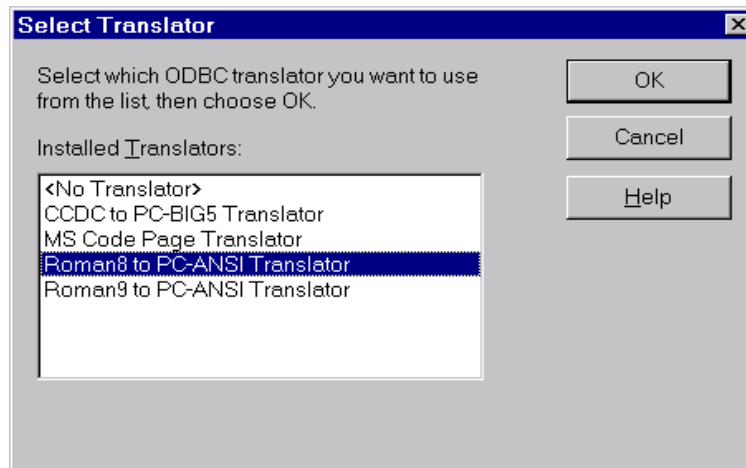 Select Translator
Select which ODBC translator you want to use
from the list, then choose OK.
OK
Cancel
Help
Installed Translators:
<No Translator>
CCDC to PC-BIG5 Translator
MS Code Page Translator
Roman8 to PC-ANSI Translator
Roman9 to PC-ANSI Translator